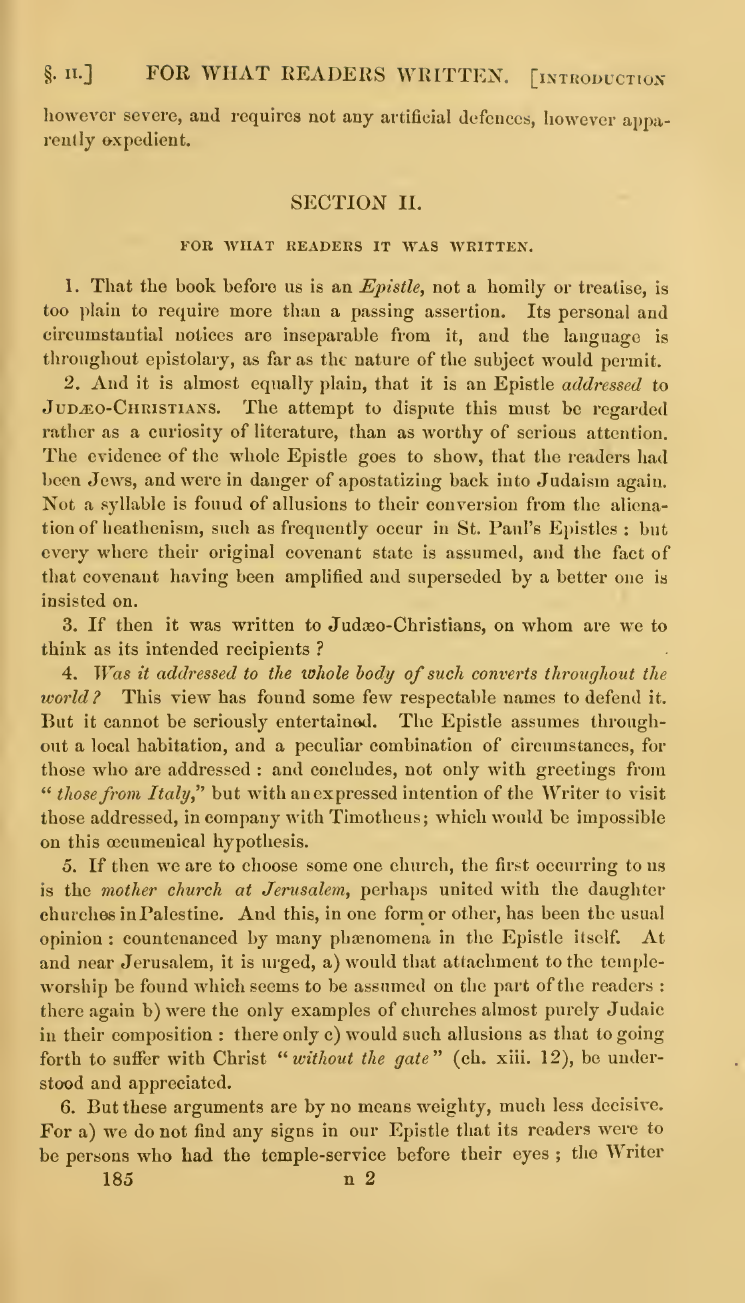 §. II.] FOR WHAT READERS WRITTEN. [INTRODUCTION
however severe, and requires not any artificial defences, however appa-
rently expedient.
SECTION II.
FOR WHAT READERS IT WAS WRITTEN.
1. That the book before us is an Epistle, not a homily or treatise, is
too plain to require more than a passing assertion. Its personal and
circumstantial notices are inseparable from it, and the language is
throughout epistolary, as far as the nature of the subject would permit.
2. And it is almost equally plain, that it is an Epistle addressed to
JUDÆO-CHRISTIANS. The attempt to dispute this must be regarded
rather as a curiosity of literature, than as worthy of serious attention.
The evidence of the whole Epistle goes to show, that the readers had
been Jews, and were in danger of apostatizing back into Judaism again.
Not a syllable is found of allusions to their conversion from the aliena-
tion of heathenism, such as frequently occur in St. Paul's Epistles : but
every where their original covenant state is assumed, and the fact of
that covenant having been amplified and superseded by a better one is
insisted on.
3. If then it was written to Judæo-Christians, on whom are we to
think as its intended recipients ?
4. Was it addressed to the whole body of such converts throughout the
world ? This view has found some few respectable names to defend it.
But it cannot be seriously entertained. The Epistle assumes through-
out a local habitation, and a peculiar combination of circumstances, for
those who are addressed : and concludes, not only with greetings from
“ those from Italy,” but with an expressed intention of the Writer to visit
those addressed, in company with Timotheus; which would be impossible
on this œcumenical hypothesis.
5. If then we are to choose some one church, the first occurring to us
is the mother church at Jerusalem, perhaps united with the daughter
churches in Palestine. And this, in one form or other, has been the usual
opinion : countenanced by many phænomena in the Epistle itself. At
and near Jerusalem, it is urged, a) would that attachment to the temple-
worship be found which seems to be assumed on the part of the readers :
there again b) were the only examples of churches almost purely Judaic
in their composition : there only c) would such allusions as that to going
forth to suffer with Christ “ without the gate ” (ch. xiii. 12), be under-
stood and appreciated.
6. But these arguments are by no means weighty, much less decisive.
For a) we do not find any signs in our Epistle that its readers were to
be persons who had the temple-service before their eyes ; the Writer
185 n 2